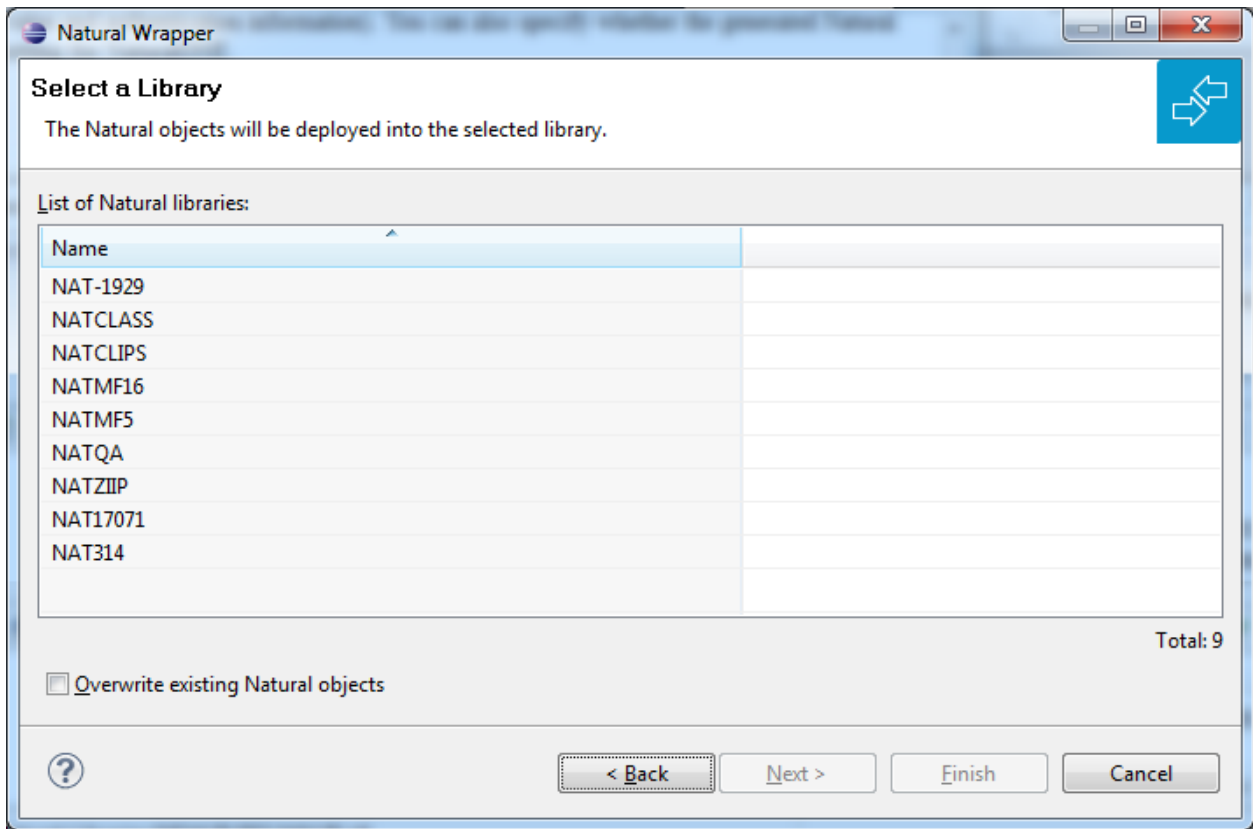 Natural Wrapper
Select a Library
The Natural objects will be deployed into the selected library.
List of Natural libraries:
Name
NAT-1929
NATCLASS
NATCLIPS
NATMF16
NATMF5
NATQA
NATZIIP
NAT17071
NAT314
Total: 9
Overwrite existing Natural objects
? < Back Next > Finish Cancel